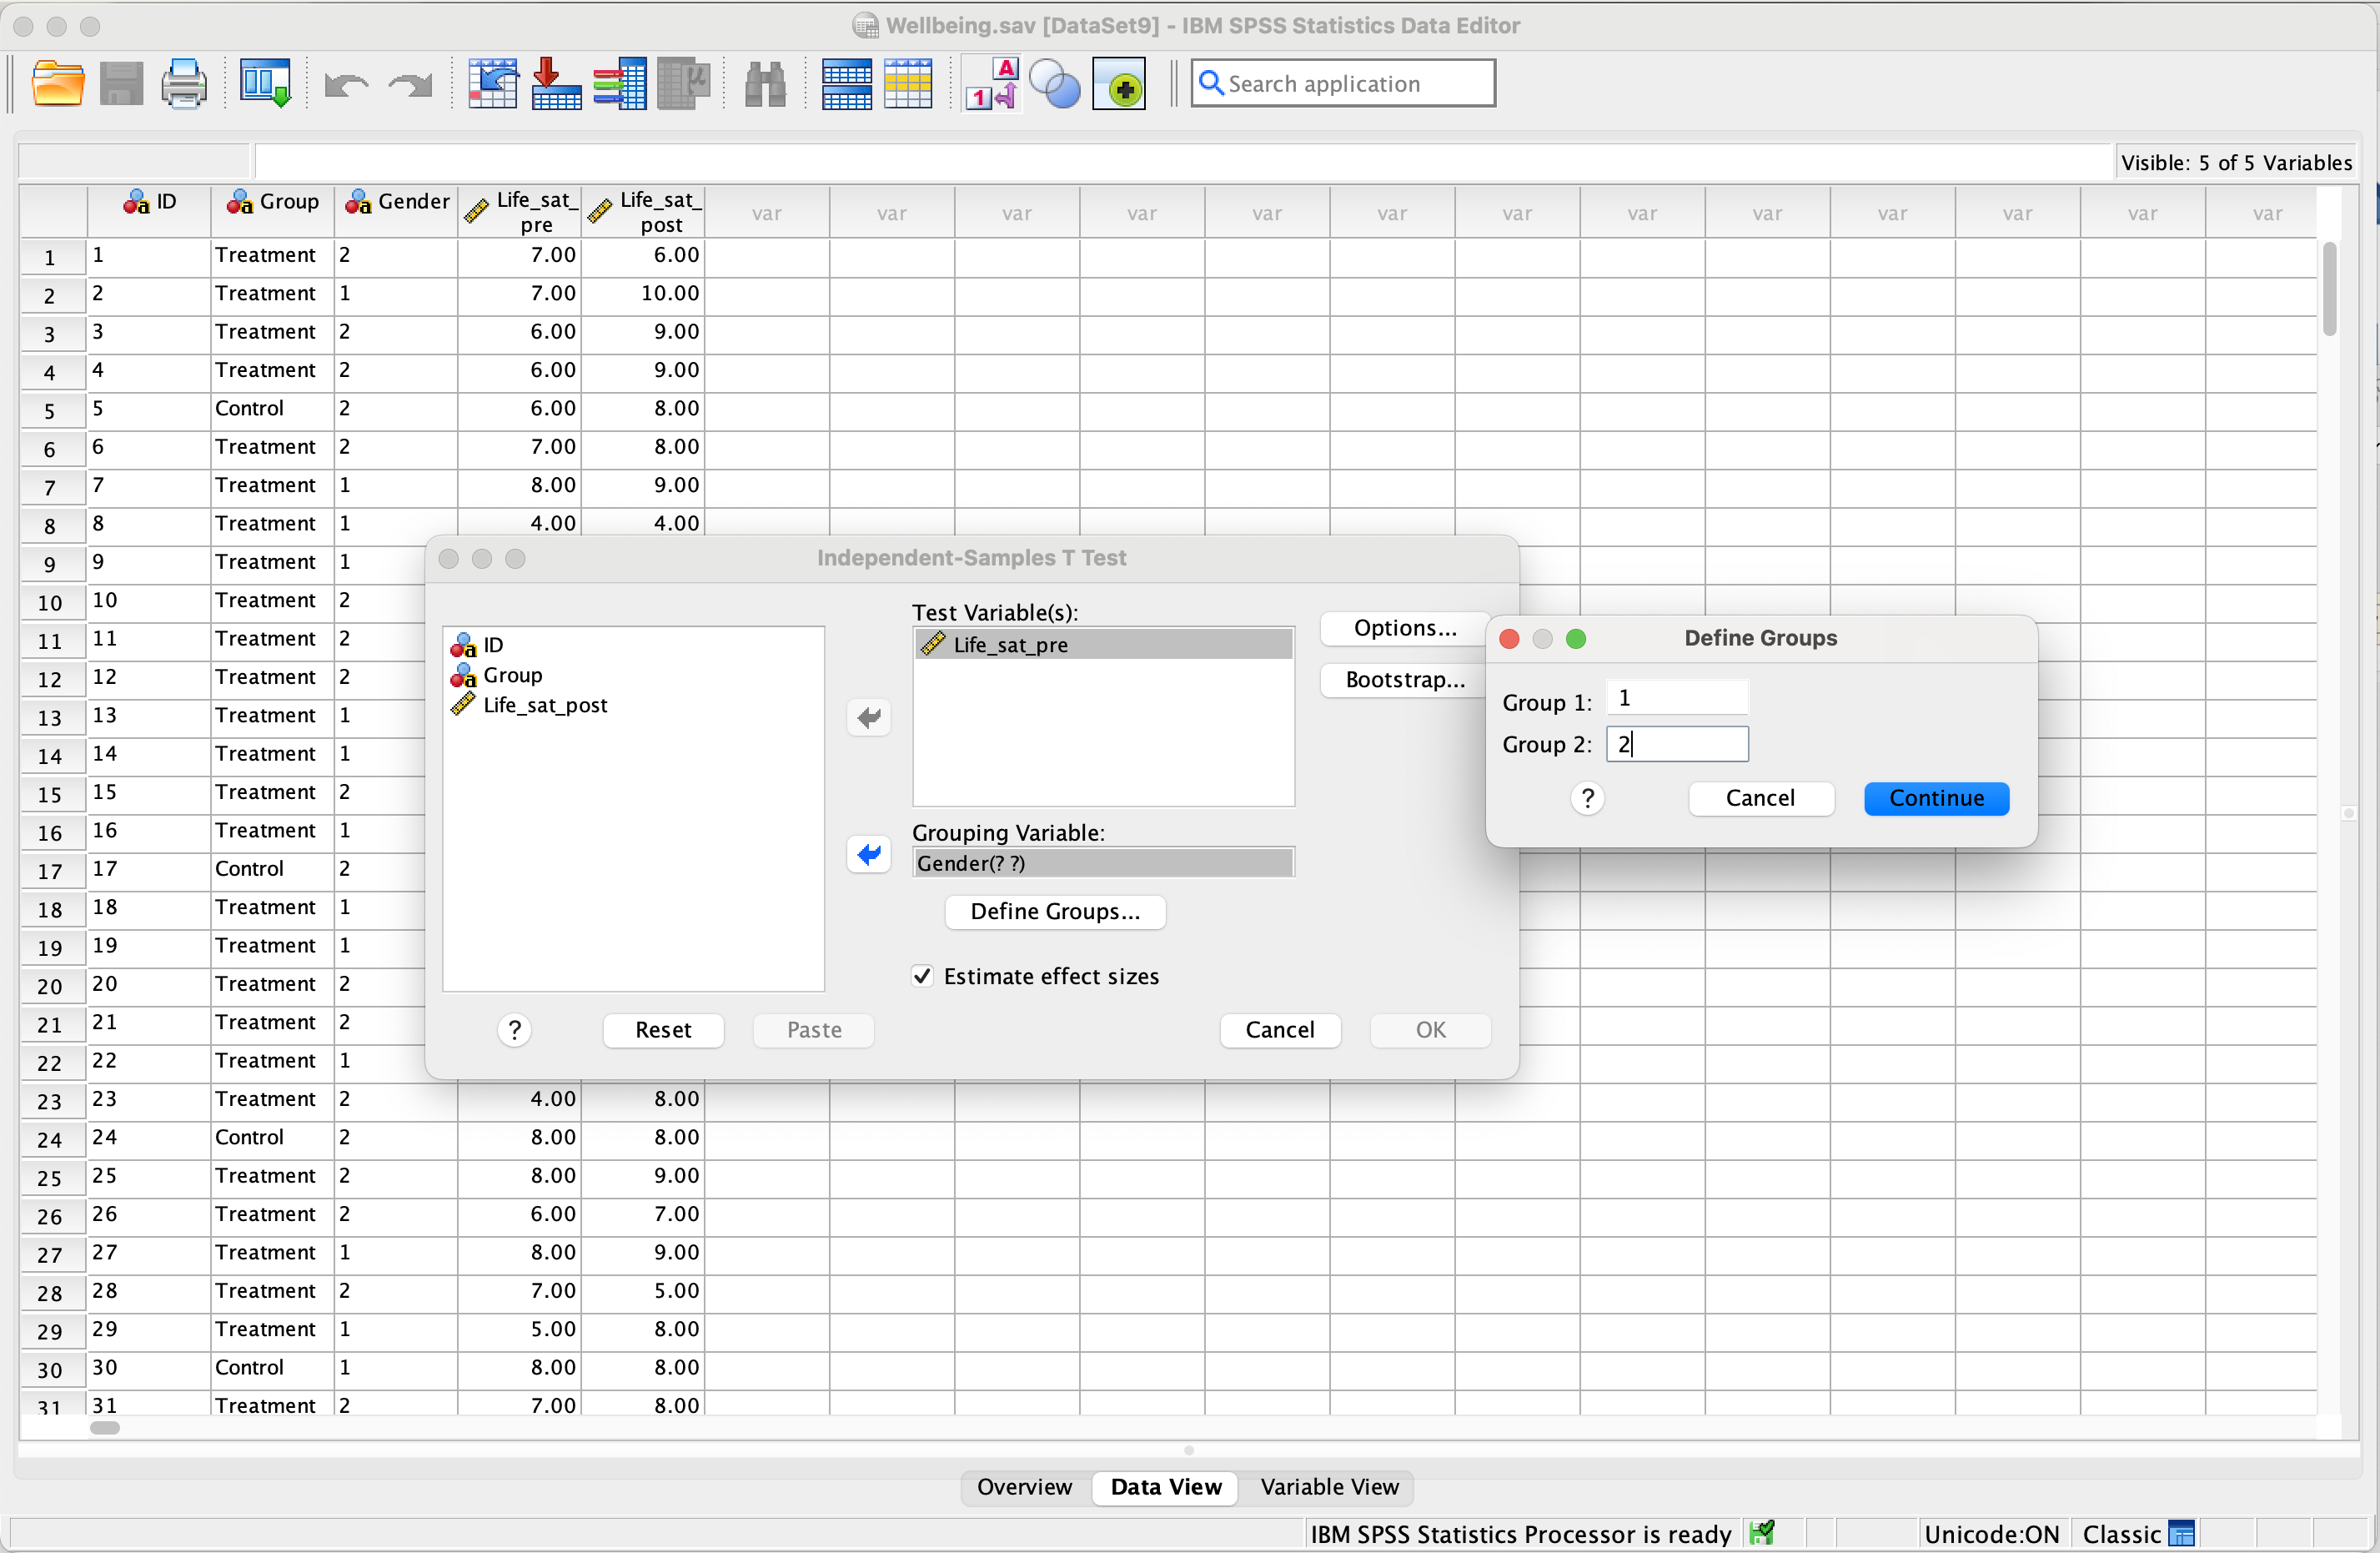 Wellbeing.sav [DataSet9] - IBM SPSS Statistics Data Editor
Search application
Visible: 5 of 5 Variables
ID Group Gender Life_sat_pre Life_sat_post var var var var var var var var var var var var var
1 1 Treatment 2 7.00 6.00
2 2 Treatment 1 7.00 10.00
3 3 Treatment 2 6.00 9.00
4 4 Treatment 2 6.00 9.00
5 5 Control 2 6.00 8.00
6 6 Treatment 2 7.00 8.00
7 7 Treatment 1 8.00 9.00
8 8 Treatment 1 4.00 4.00
9 9 Treatment 1
10 10 Treatment 2
11 11 Treatment 2
12 12 Treatment 2
13 13 Treatment 1
14 14 Treatment 1
15 15 Treatment 2
16 16 Treatment 1
17 17 Control 2
18 18 Treatment 1
19 19 Treatment 1
20 20 Treatment 2
21 21 Treatment 2
22 22 Treatment 1
23 23 Treatment 2 4.00 8.00
24 24 Control 2 8.00 8.00
25 25 Treatment 2 8.00 9.00
26 26 Treatment 2 6.00 7.00
27 27 Treatment 1 8.00 9.00
28 28 Treatment 2 7.00 5.00
29 29 Treatment 1 5.00 8.00
30 30 Control 1 8.00 8.00
31 31 Treatment 2 7.00 8.00
Independent-Samples T Test
ID
Group
Life_sat_post
Test Variable(s):
Life_sat_pre
Grouping Variable:
Gender(? ?)
Define Groups...
Estimate effect sizes
Options...
Bootstrap...
? Reset Paste Cancel OK
Define Groups
Group 1: 1
Group 2: 2
? Cancel Continue
Overview Data View Variable View
IBM SPSS Statistics Processor is ready Unicode:ON Classic